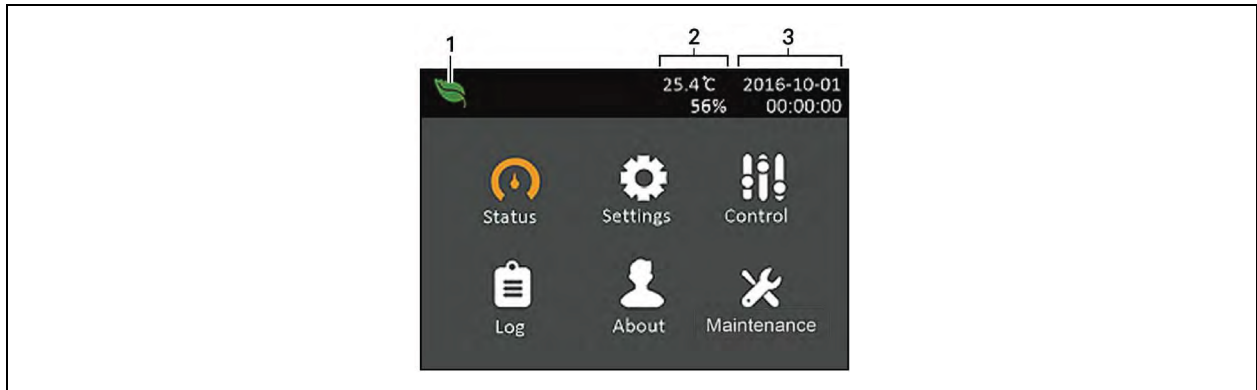 1 2 3
25.4℃ 2016-10-01
56% 00:00:00
Status Settings Control
Log About Maintenance